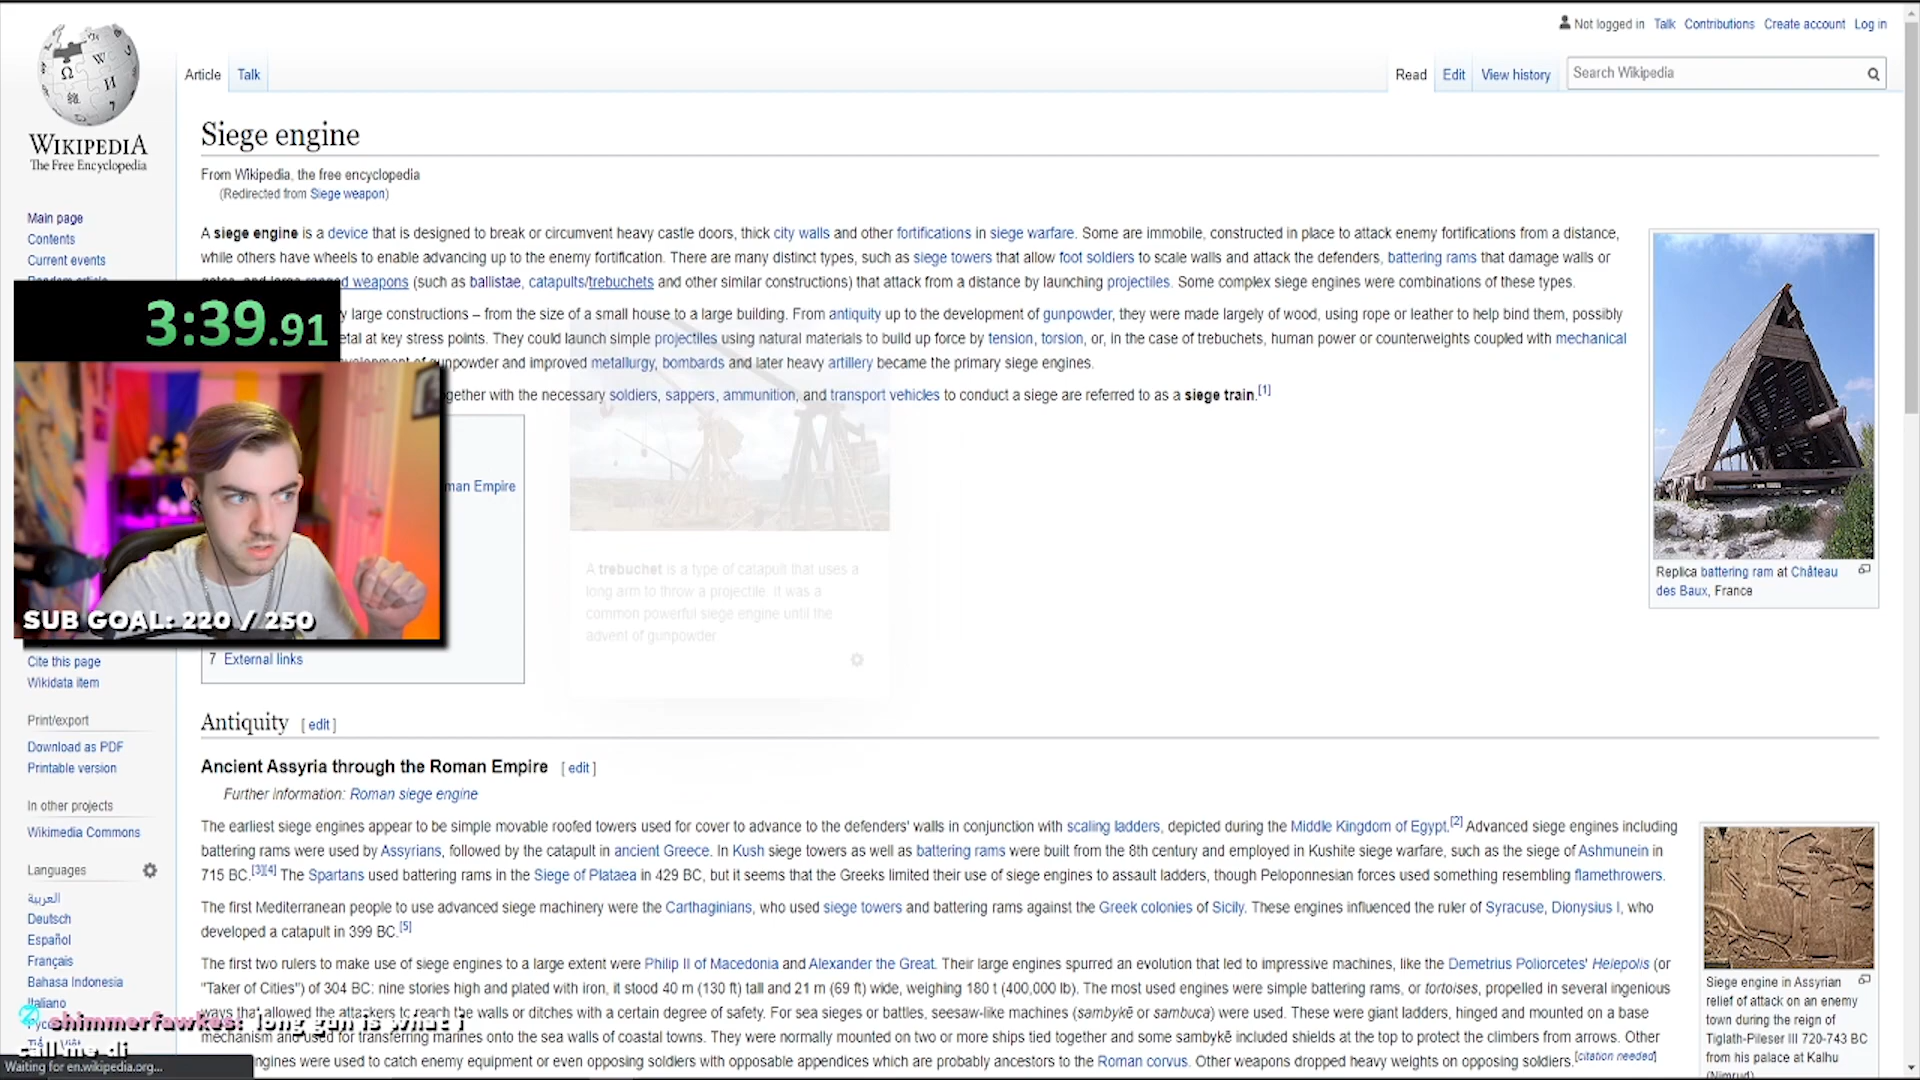 Not logged in Talk Contributions Create account Log in
WIKIPEDIA
The Free Encyclopedia
Article Talk
Read Edit View history Search Wikipedia
Siege engine
From Wikipedia, the free encyclopedia
(Redirected from Siege weapon)
A siege engine is a device that is designed to break or circumvent heavy castle doors, thick city walls and other fortifications in siege warfare. Some are immobile, constructed in place to attack enemy fortifications from a distance,
while others have wheels to enable advancing up to the enemy fortification. There are many distinct types, such as siege towers that allow foot soldiers to scale walls and attack the defenders, battering rams that damage walls or
weapons (such as ballistae, catapults/trebuchets and other similar constructions) that attack from a distance by launching projectiles. Some complex siege engines were combinations of these types.
y large constructions – from the size of a small house to a large building. From antiquity up to the development of gunpowder, they were made largely of wood, using rope or leather to help bind them, possibly
etal at key stress points. They could launch simple projectiles using natural materials to build up force by tension, torsion, or, in the case of trebuchets, human power or counterweights coupled with mechanical
gunpowder and improved metallurgy, bombards and later heavy artillery became the primary siege engines.
gether with the necessary soldiers, sappers, ammunition, and transport vehicles to conduct a siege are referred to as a siege train.[1]
Main page
Contents
Current events
Random article
3:39.91
SUB GOAL: 220 / 250
man Empire
7 External links
A trebuchet is a type of catapult that uses a
long arm to throw a projectile. It was a
common powerful siege engine until the
advent of gunpowder
Replica battering ram at Château
des Baux, France
Cite this page
Wikidata item
Print/export
Download as PDF
Printable version
In other projects
Wikimedia Commons
Languages
العربية
Deutsch
Español
Français
Bahasa Indonesia
Italiano
Antiquity [ edit ]
Ancient Assyria through the Roman Empire [ edit ]
Further information: Roman siege engine
The earliest siege engines appear to be simple movable roofed towers used for cover to advance to the defenders' walls in conjunction with scaling ladders, depicted during the Middle Kingdom of Egypt.[2] Advanced siege engines including
battering rams were used by Assyrians, followed by the catapult in ancient Greece. In Kush siege towers as well as battering rams were built from the 8th century and employed in Kushite siege warfare, such as the siege of Ashmunein in
715 BC.[3][4] The Spartans used battering rams in the Siege of Plataea in 429 BC, but it seems that the Greeks limited their use of siege engines to assault ladders, though Peloponnesian forces used something resembling flamethrowers.
The first Mediterranean people to use advanced siege machinery were the Carthaginians, who used siege towers and battering rams against the Greek colonies of Sicily. These engines influenced the ruler of Syracuse, Dionysius I, who
developed a catapult in 399 BC.[5]
The first two rulers to make use of siege engines to a large extent were Philip II of Macedonia and Alexander the Great. Their large engines spurred an evolution that led to impressive machines, like the Demetrius Poliorcetes' Helepolis (or
"Taker of Cities") of 304 BC: nine stories high and plated with iron, it stood 40 m (130 ft) tall and 21 m (69 ft) wide, weighing 180 t (400,000 lb). The most used engines were simple battering rams, or tortoises, propelled in several ingenious
ways that allowed the attackers to reach the walls or ditches with a certain degree of safety. For sea sieges or battles, seesaw-like machines (sambykē or sambuca) were used. These were giant ladders, hinged and mounted on a base
mechanism and used for transferring marines onto the sea walls of coastal towns. They were normally mounted on two or more ships tied together and some sambykē included shields at the top to protect the climbers from arrows. Other
ngines were used to catch enemy equipment or even opposing soldiers with opposable appendices which are probably ancestors to the Roman corvus. Other weapons dropped heavy weights on opposing soldiers.[citation needed]
Siege engine in Assyrian
relief of attack on an enemy
town during the reign of
Tiglath-Pileser III 720-743 BC
from his palace at Kalhu
(Nimrud)
shimmerfawkes: long gun is what i
call me di
Waiting for en.wikipedia.org...